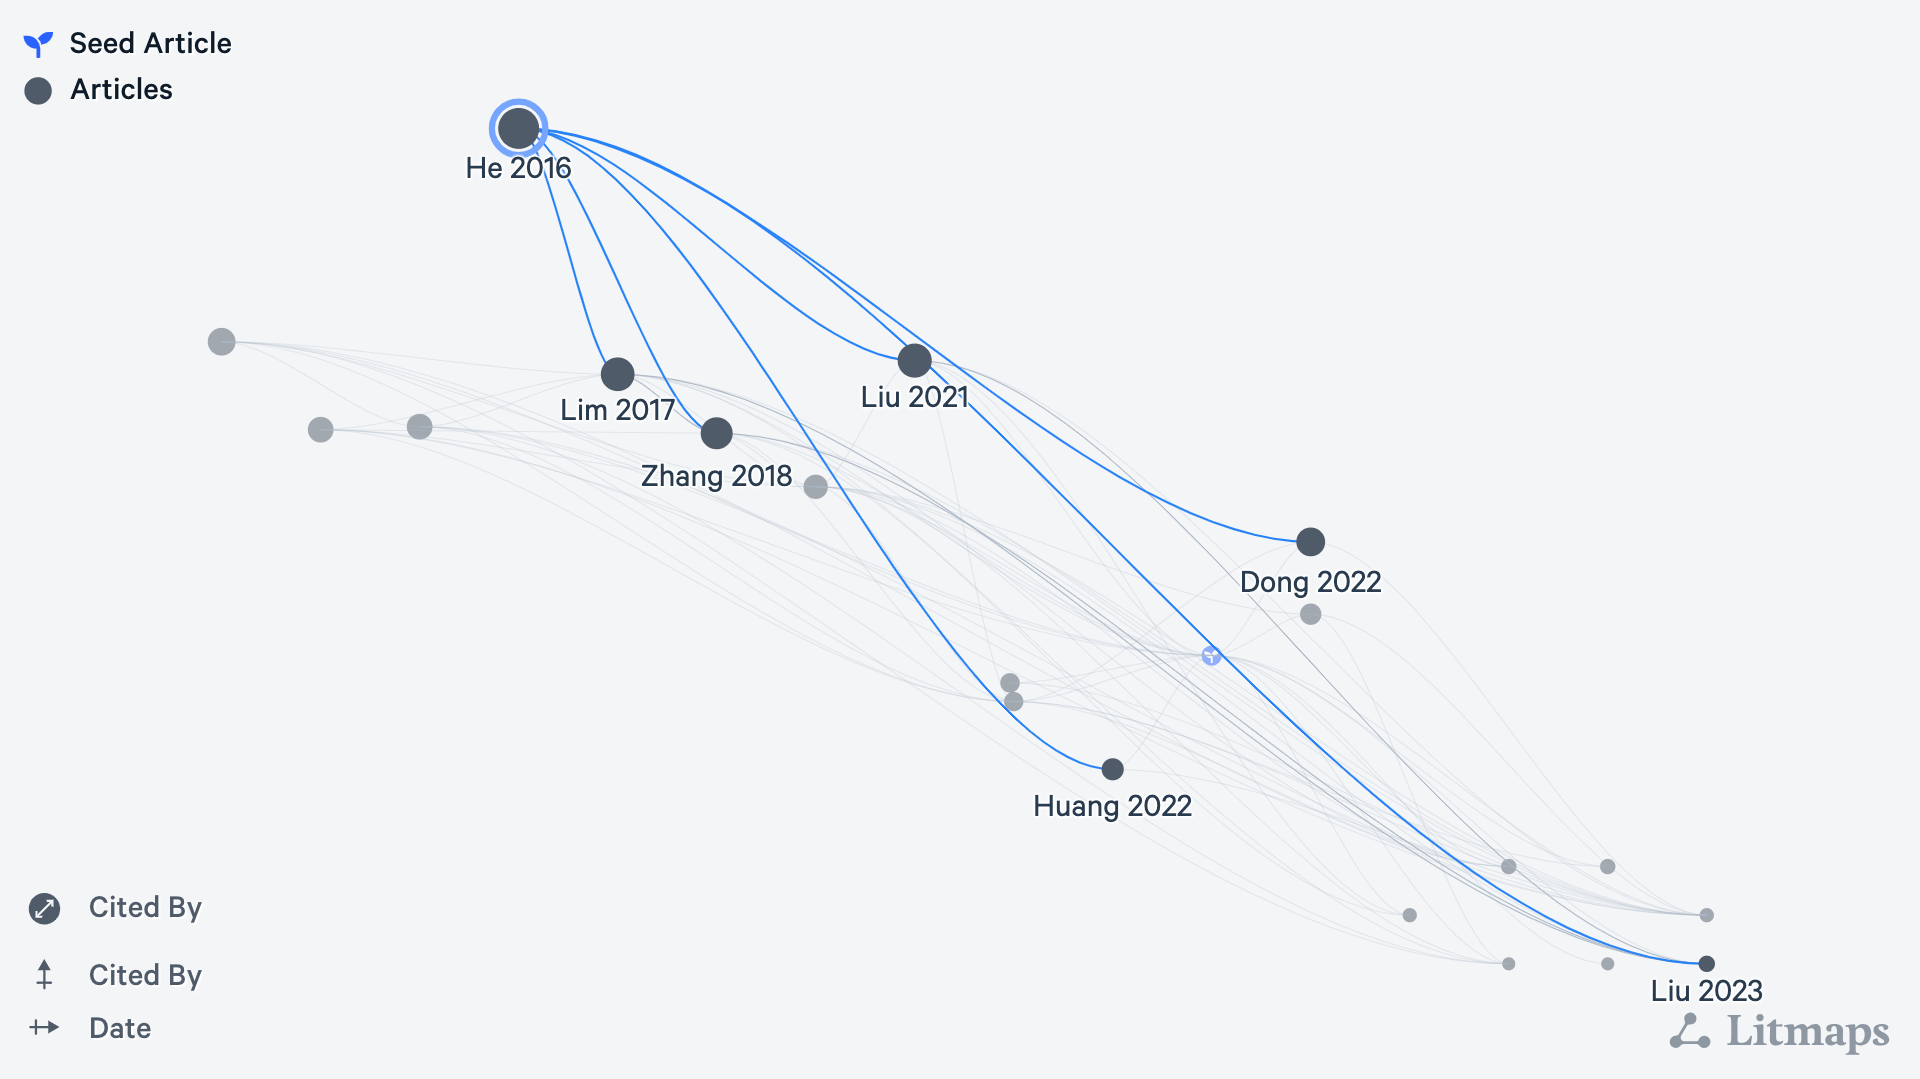 Seed Article
Articles
He 2016
Lim 2017
Liu 2021
Zhang 2018
Dong 2022
Huang 2022
Cited By
Cited By
Liu 2023
Date
Litmaps